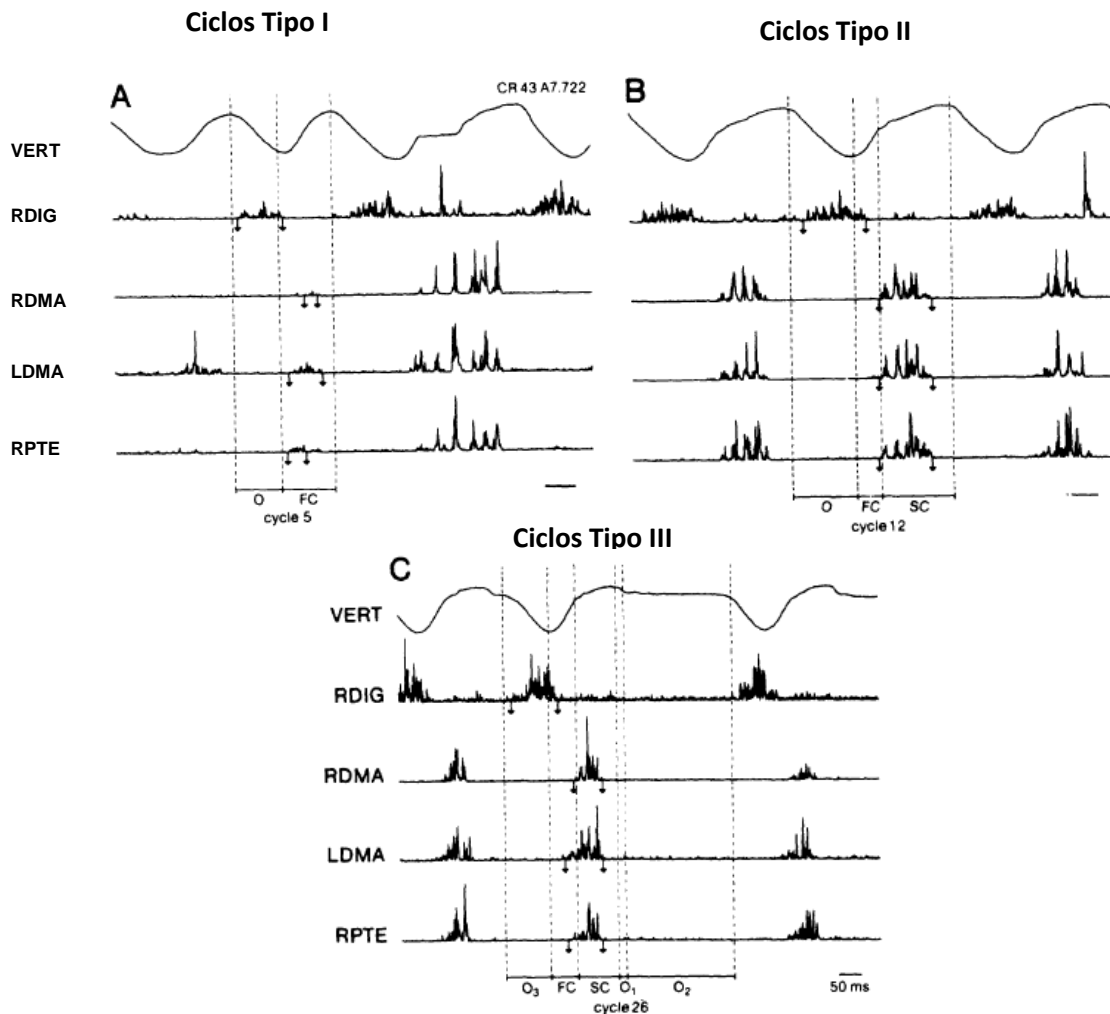 Ciclos Tipo I
Ciclos Tipo II
A
CR 43 A7.722
B
VERT
RDIG
RDMA
LDMA
RPTE
O FC
cycle 5
O FC SC
cycle 12
Ciclos Tipo III
C
VERT
RDIG
RDMA
LDMA
RPTE
O3 FC SC O1 O2
cycle 26
50 ms